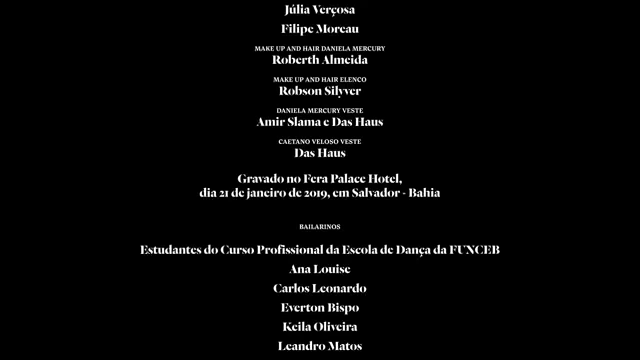 Júlia Verçosa
Filipe Moreau
MAKE UP AND HAIR DANIELA MERCURY
Roberth Almeida
MAKE UP AND HAIR ELENCO
Robson Silyver
DANIELA MERCURY VESTE
Amir Slama e Das Haus
CAETANO VELOSO VESTE
Das Haus
Gravado no Fera Palace Hotel,
dia 21 de janeiro de 2019, em Salvador - Bahia
BAILARINOS
Estudantes do Curso Profissional da Escola de Dança da FUNCEB
Ana Louise
Carlos Leonardo
Everton Bispo
Keila Oliveira
Leandro Matos